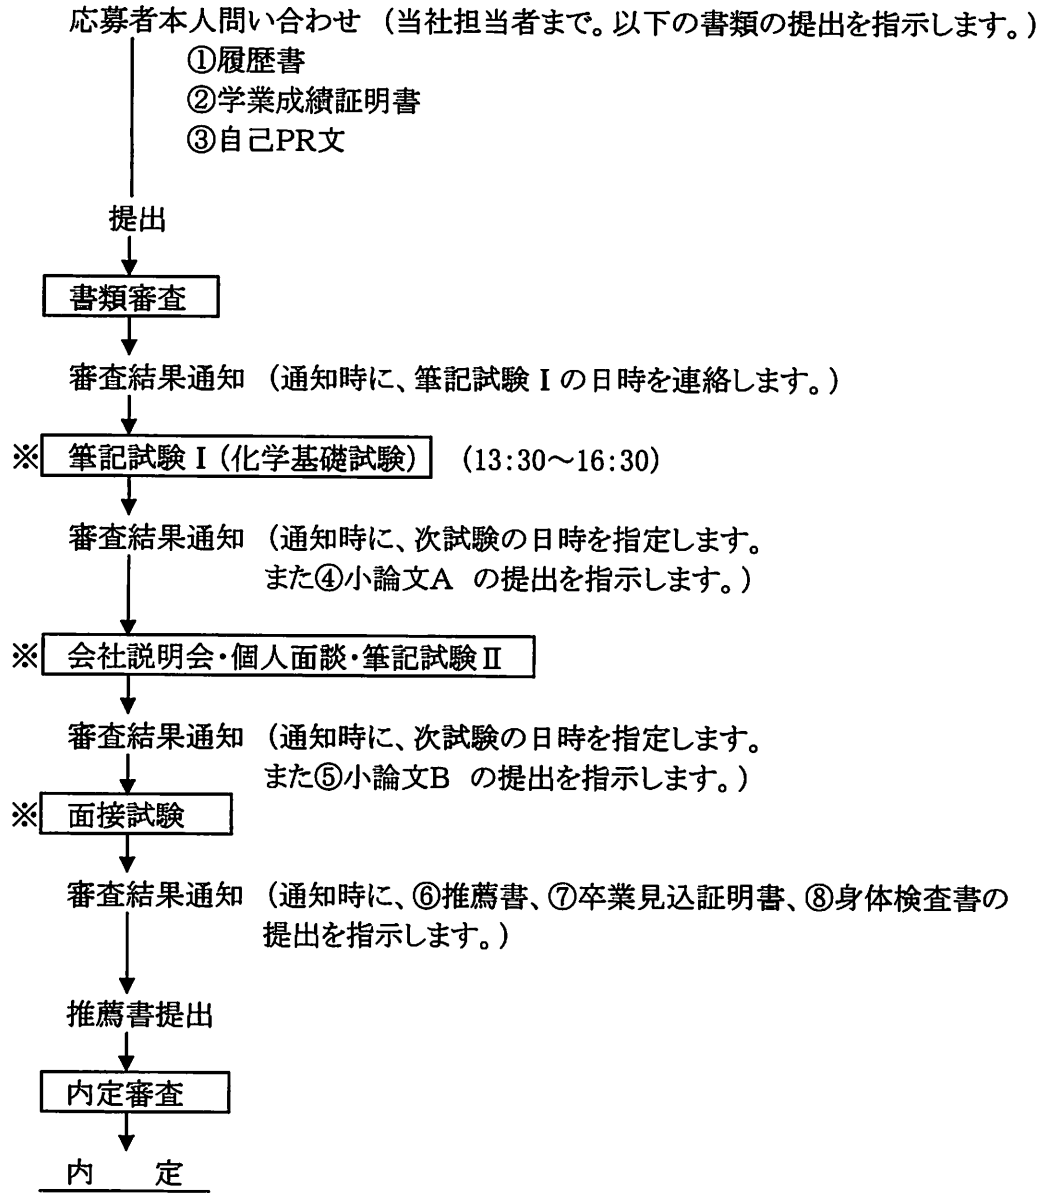 応募者本人問い合わせ （当社担当者まで。以下の書類の提出を指示します。）
①履歴書
②学業成績証明書
③自己PR文
提出
書類審査
審査結果通知 （通知時に、筆記試験Ⅰの日時を連絡します。）
※ 筆記試験Ⅰ（化学基礎試験） （13:30～16:30）
審査結果通知 （通知時に、次試験の日時を指定します。
また④小論文A の提出を指示します。）
※ 会社説明会・個人面談・筆記試験Ⅱ
審査結果通知 （通知時に、次試験の日時を指定します。
また⑤小論文B の提出を指示します。）
※ 面接試験
審査結果通知 （通知時に、⑥推薦書、⑦卒業見込証明書、⑧身体検査書の
提出を指示します。）
推薦書提出
内定審査
内 定